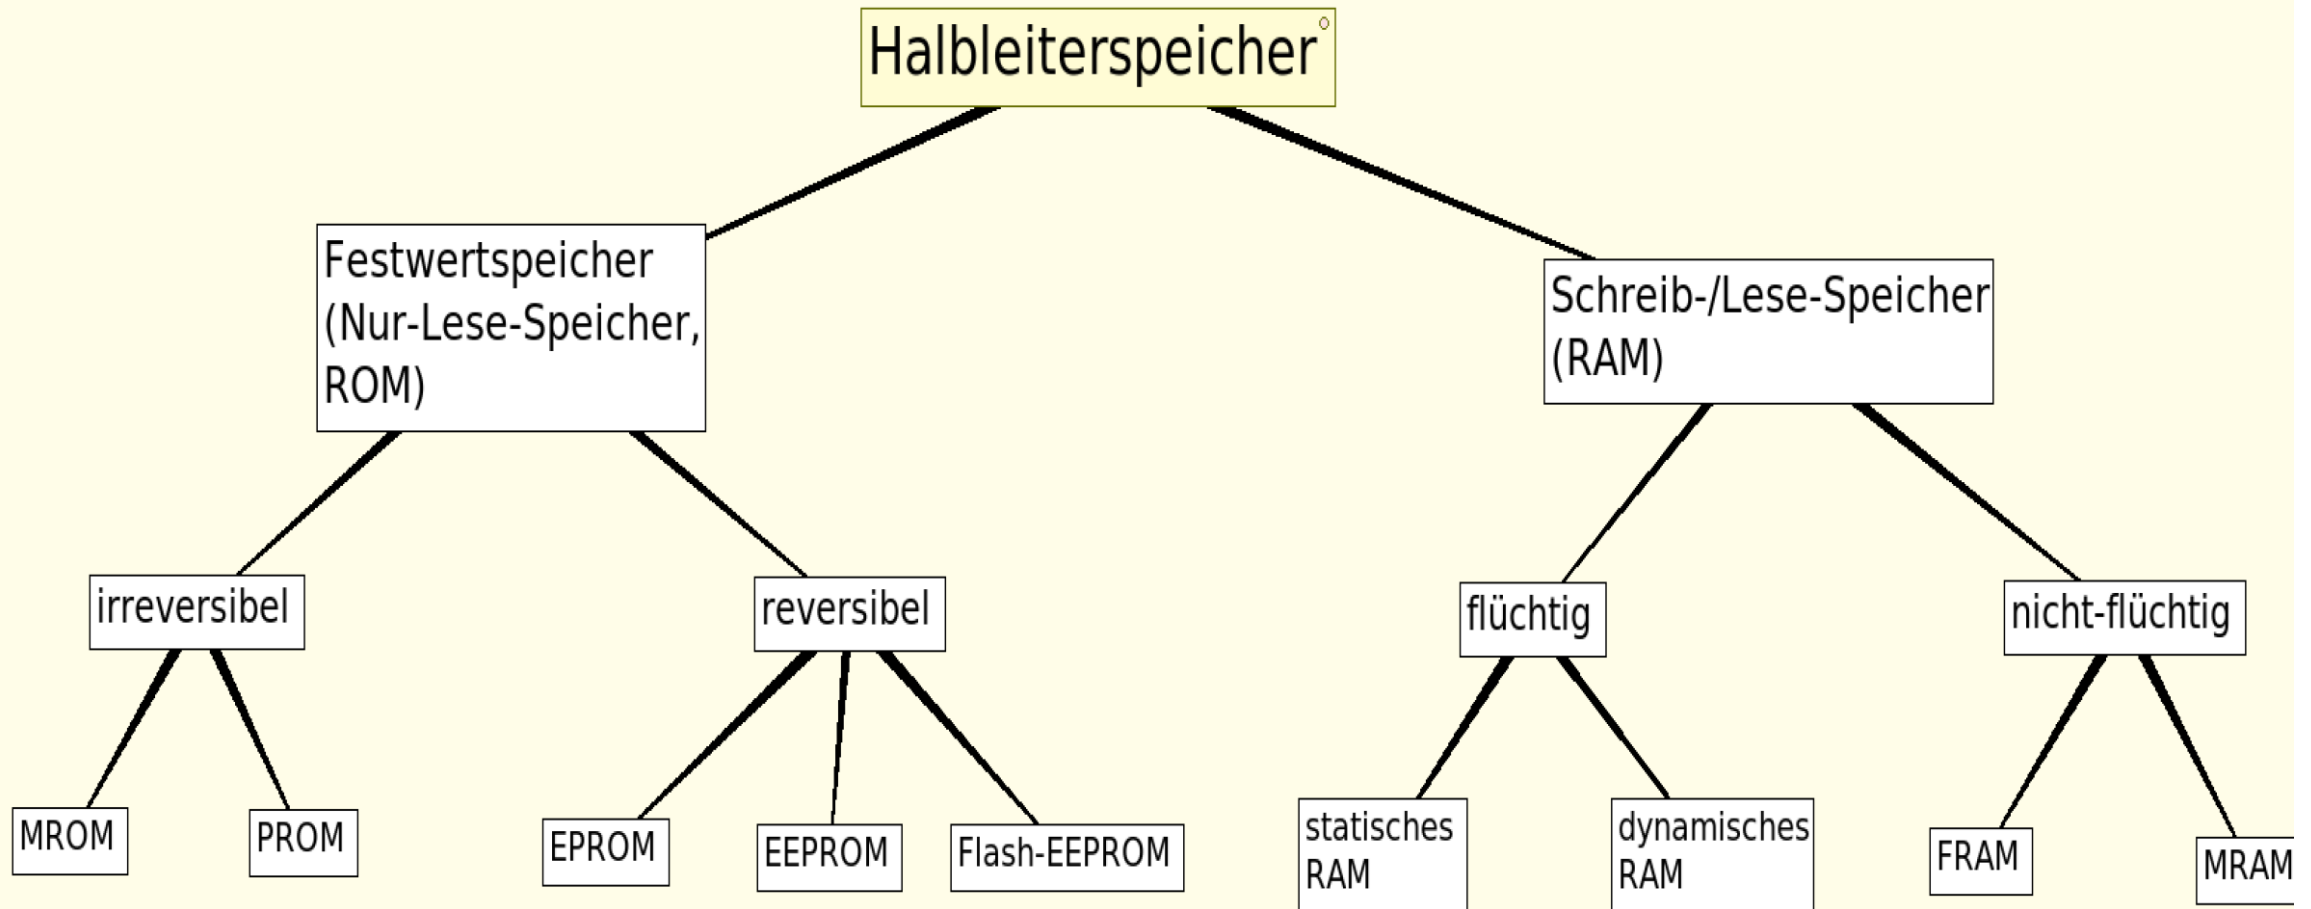 Halbleiterspeicher
Festwertspeicher
(Nur-Lese-Speicher,
ROM)
Schreib-/Lese-Speicher
(RAM)
irreversibel
reversibel
flüchtig
nicht-flüchtig
MROM
PROM
EPROM
EEPROM
Flash-EEPROM
statisches
RAM
dynamisches
RAM
FRAM
MRAM